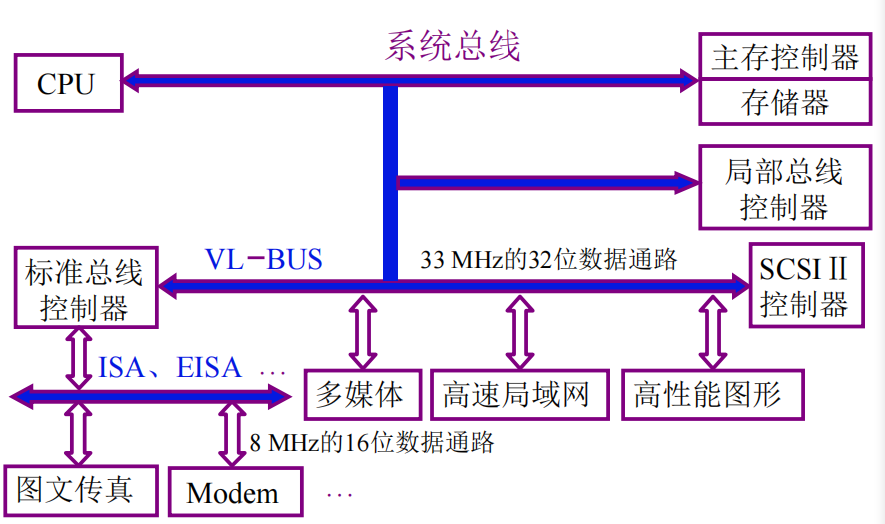 系统总线
CPU
主存控制器
存储器
局部总线
控制器
VL-BUS
33 MHz的32位数据通路
标准总线
控制器
SCSI II
控制器
ISA、EISA …
多媒体
高速局域网
高性能图形
8 MHz的16位数据通路
图文传真
Modem
…